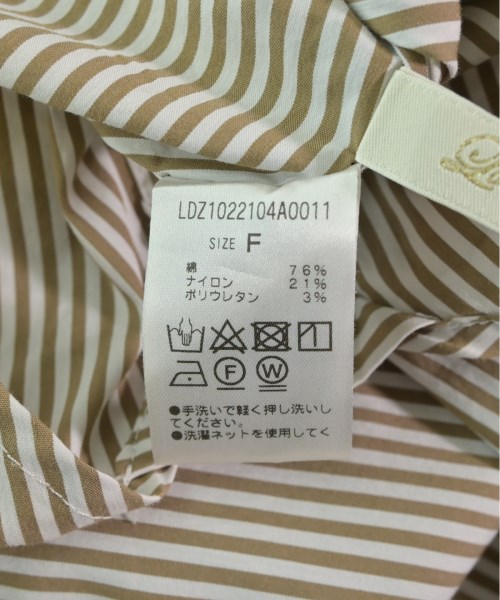 LDZ1022104A0011
SIZE F
綿 76%
ナイロン 21%
ポリウレタン 3%
F W
●手洗いで軽く押し洗いし
てください。
●洗濯ネットを使用してく